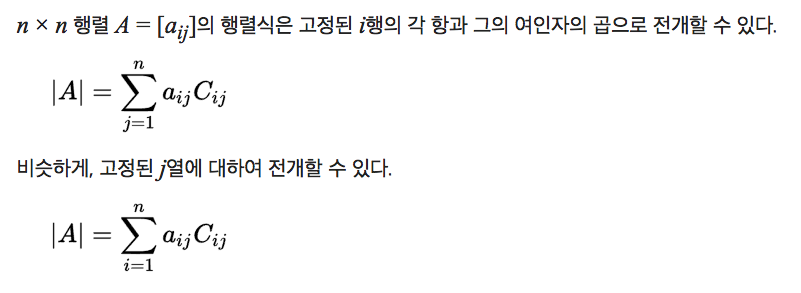 n × n 행렬 A = [a_{ij}]의 행렬식은 고정된 i행의 각 항과 그의 여인자의 곱으로 전개할 수 있다.
|A| = \sum_{j=1}^{n} a_{ij}C_{ij}
비슷하게, 고정된 j열에 대하여 전개할 수 있다.
|A| = \sum_{i=1}^{n} a_{ij}C_{ij}